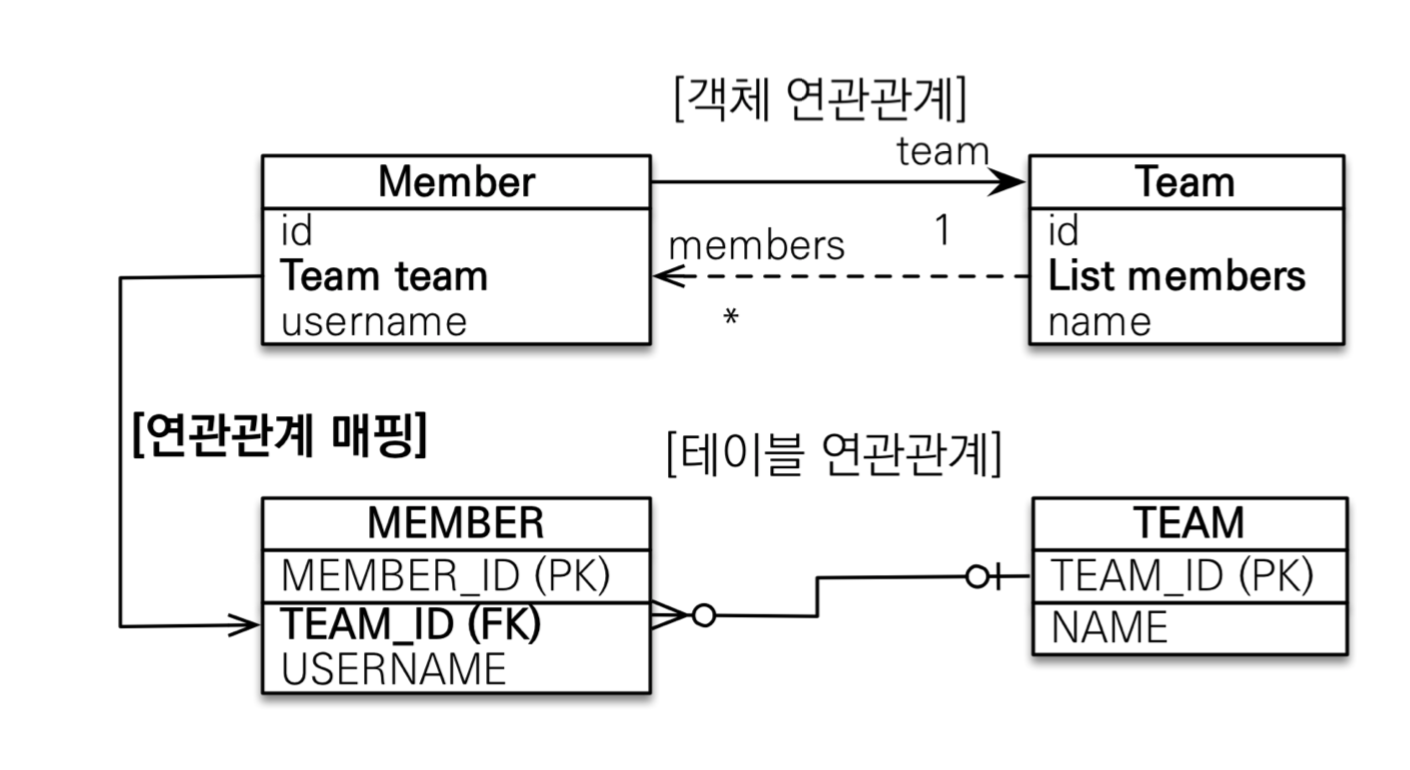 [객체 연관관계]
team
Member
Team
id
Team team
username
members
1
*
id
List members
name
[연관관계 매핑]
[테이블 연관관계]
MEMBER
MEMBER_ID (PK)
TEAM_ID (FK)
USERNAME
TEAM
TEAM_ID (PK)
NAME